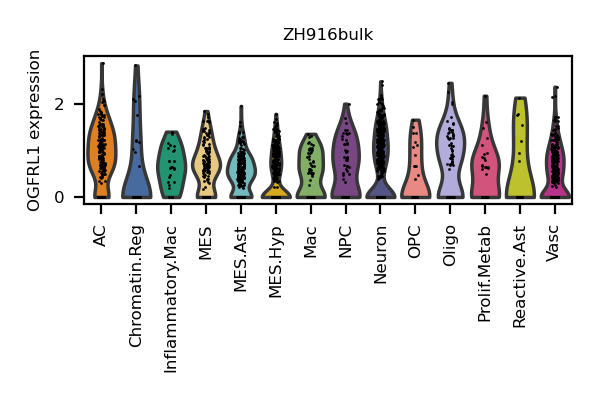 ZH916bulk
OGFRL1 expression
2
0
AC
Chromatin.Reg
Inflammatory.Mac
MES
MES.Ast
MES.Hyp
Mac
NPC
Neuron
OPC
Oligo
Prolif.Metab
Reactive.Ast
Vasc